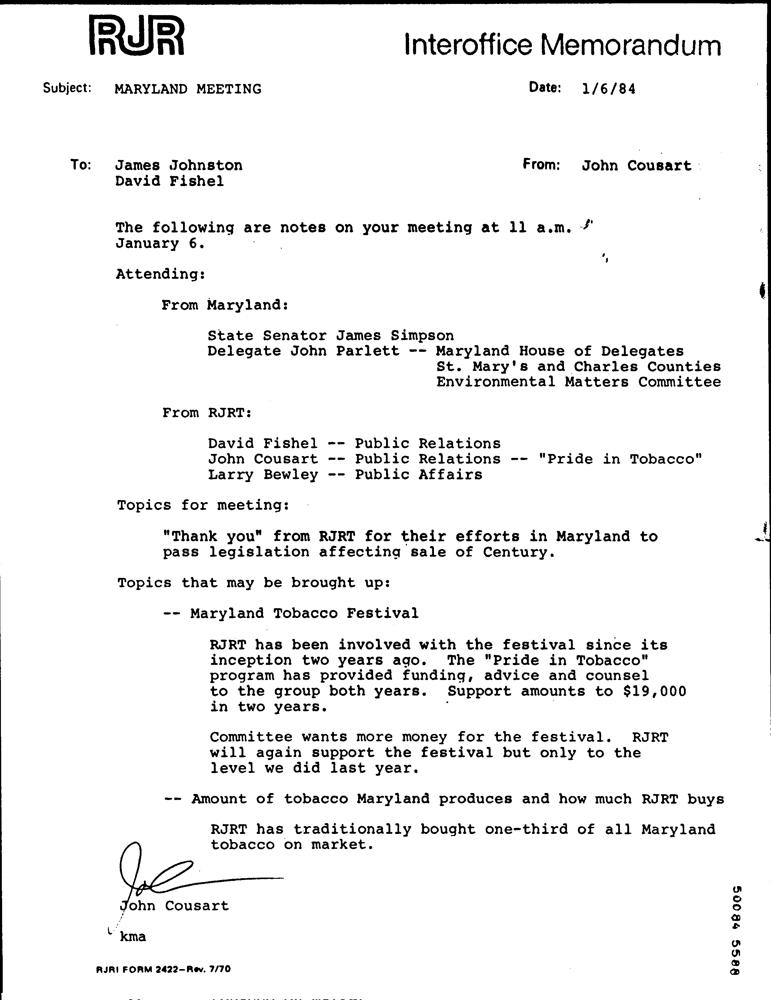 RJR
Interoffice Memorandum
Subject: MARYLAND MEETING Date: 1/6/84
To: James Johnston From: John Cousart
David Fishel
The following are notes on your meeting at 11 a.m.
January 6.
Attending:
From Maryland:
State Senator James Simpson
Delegate John Parlett -- Maryland House of Delegates
St. Mary's and Charles Counties
Environmental Matters Committee
From RJRT:
David Fishel -- Public Relations
John Cousart -- Public Relations -- "Pride in Tobacco"
Larry Bewley -- Public Affairs
Topics for meeting:
"Thank you" from RJRT for their efforts in Maryland to
pass legislation affecting sale of Century.
Topics that may be brought up:
-- Maryland Tobacco Festival
RJRT has been involved with the festival since its
inception two years ago. The "Pride in Tobacco"
program has provided funding, advice and counsel
to the group both years. Support amounts to $19,000
in two years.
Committee wants more money for the festival. RJRT
will again support the festival but only to the
level we did last year.
-- Amount of tobacco Maryland produces and how much RJRT buys
RJRT has traditionally bought one-third of all Maryland
tobacco on market.
John Cousart
kma
RJRI FORM 2422—Rev. 7/70
50084 5588